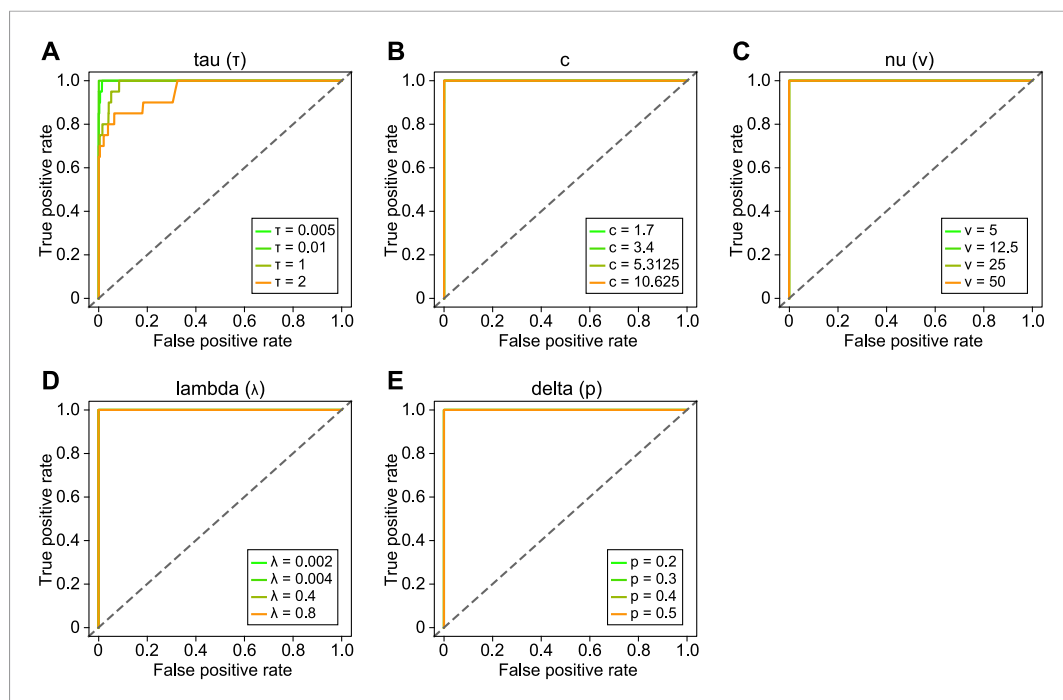 A
tau (τ)
1.0
0.8
0.6
0.4
0.2
0
True positive rate
τ = 0.005
τ = 0.01
τ = 1
τ = 2
0 0.2 0.4 0.6 0.8 1.0
False positive rate
B
c
1.0
0.8
0.6
0.4
0.2
0
True positive rate
c = 1.7
c = 3.4
c = 5.3125
c = 10.625
0 0.2 0.4 0.6 0.8 1.0
False positive rate
C
nu (ν)
1.0
0.8
0.6
0.4
0.2
0
True positive rate
ν = 5
ν = 12.5
ν = 25
ν = 50
0 0.2 0.4 0.6 0.8 1.0
False positive rate
D
lambda (λ)
1.0
0.8
0.6
0.4
0.2
0
True positive rate
λ = 0.002
λ = 0.004
λ = 0.4
λ = 0.8
0 0.2 0.4 0.6 0.8 1.0
False positive rate
E
delta (p)
1.0
0.8
0.6
0.4
0.2
0
True positive rate
p = 0.2
p = 0.3
p = 0.4
p = 0.5
0 0.2 0.4 0.6 0.8 1.0
False positive rate